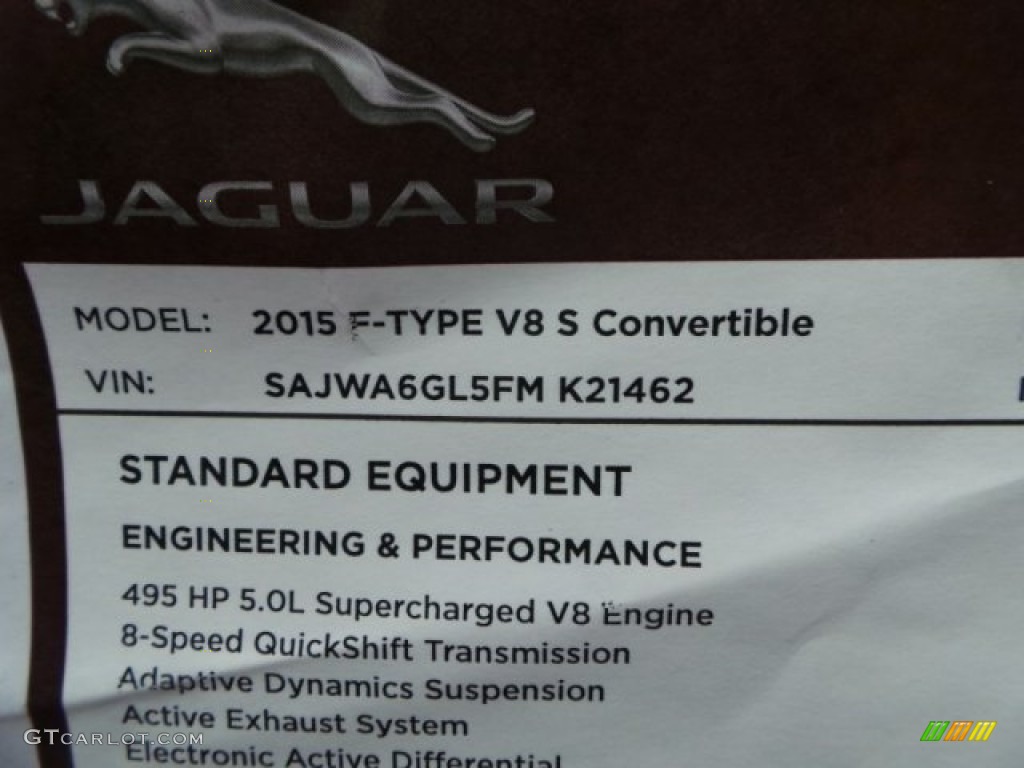 JAGUAR
MODEL: 2015 F-TYPE V8 S Convertible
VIN: SAJWA6GL5FM K21462
STANDARD EQUIPMENT
ENGINEERING & PERFORMANCE
495 HP 5.0L Supercharged V8 Engine
8-Speed QuickShift Transmission
Adaptive Dynamics Suspension
Active Exhaust System
Electronic Active Differential
GTCARLOT.COM